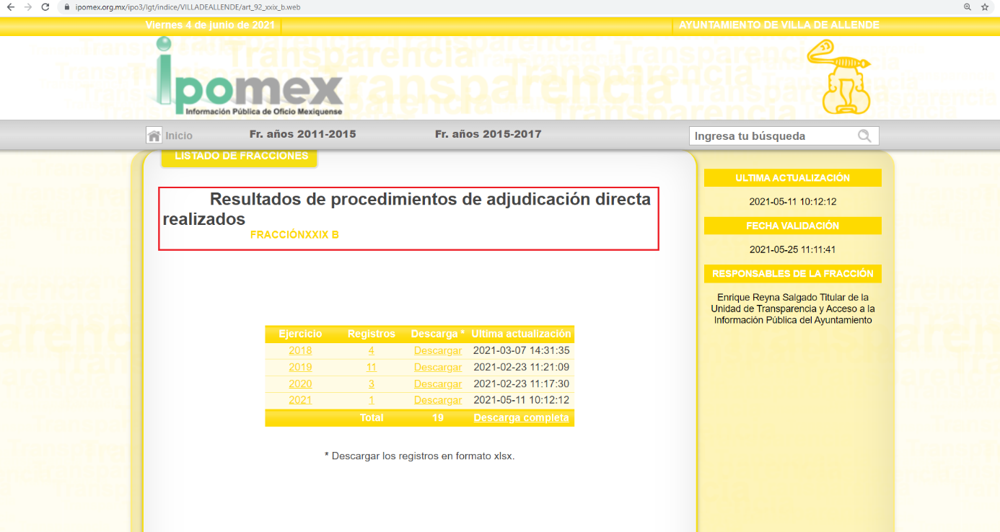 ipomex.org.mx/ipo3/lgt/indice/VILLADEALLENDE/art_92_xxix_b.web
Viernes 4 de junio de 2021
AYUNTAMIENTO DE VILLA DE ALLENDE
ipomex
Información Pública de Oficio Mexiquense
Transparencia
Inicio
Fr. años 2011-2015
Fr. años 2015-2017
Ingresa tu búsqueda
LISTADO DE FRACCIONES
Resultados de procedimientos de adjudicación directa
realizados
FRACCIÓNXXIX B
Ejercicio Registros Descarga * Ultima actualización
2018 4 Descargar 2021-03-07 14:31:35
2019 11 Descargar 2021-02-23 11:21:09
2020 3 Descargar 2021-02-23 11:17:30
2021 1 Descargar 2021-05-11 10:12:12
Total 19 Descarga completa
* Descargar los registros en formato xlsx.
ULTIMA ACTUALIZACIÓN
2021-05-11 10:12:12
FECHA VALIDACIÓN
2021-05-25 11:11:41
RESPONSABLES DE LA FRACCIÓN
Enrique Reyna Salgado Titular de la
Unidad de Transparencia y Acceso a la
Información Pública del Ayuntamiento